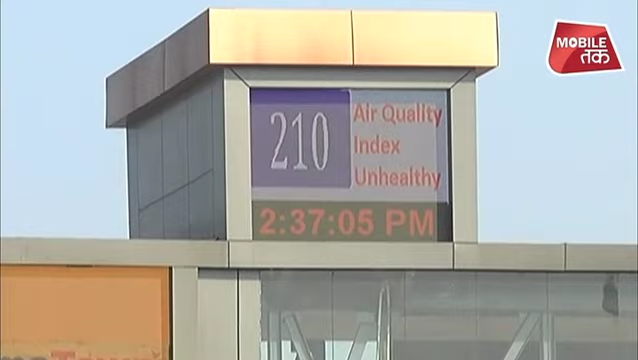 MOBILE
तक
210
Air Quality
Index
Unhealthy
2:37:05 PM